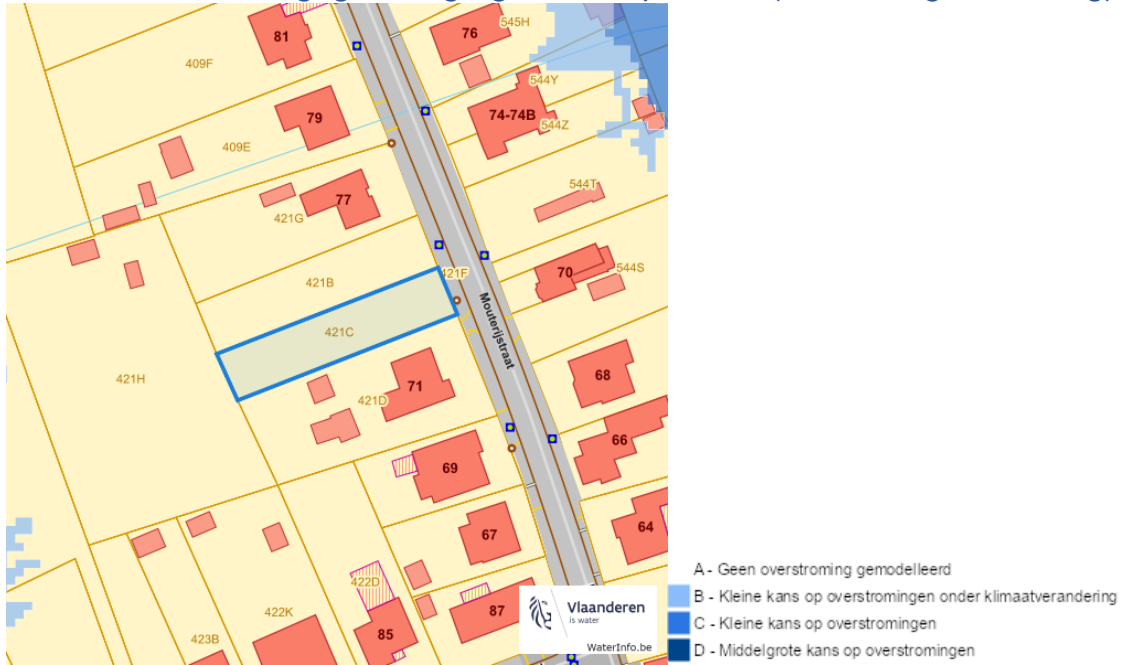 81
76
545H
409F
544Y
79
74-74B
544Z
409E
544T
77
421G
421F
70
544S
421B
Mouterijstraat
421C
421H
68
71
421D
66
69
64
67
422D
87
422K
85
423B
Vlaanderen
is water
WaterInfo.be
A - Geen overstroming gemodelleerd
B - Kleine kans op overstromingen onder klimaatverandering
C - Kleine kans op overstromingen
D - Middelgrote kans op overstromingen